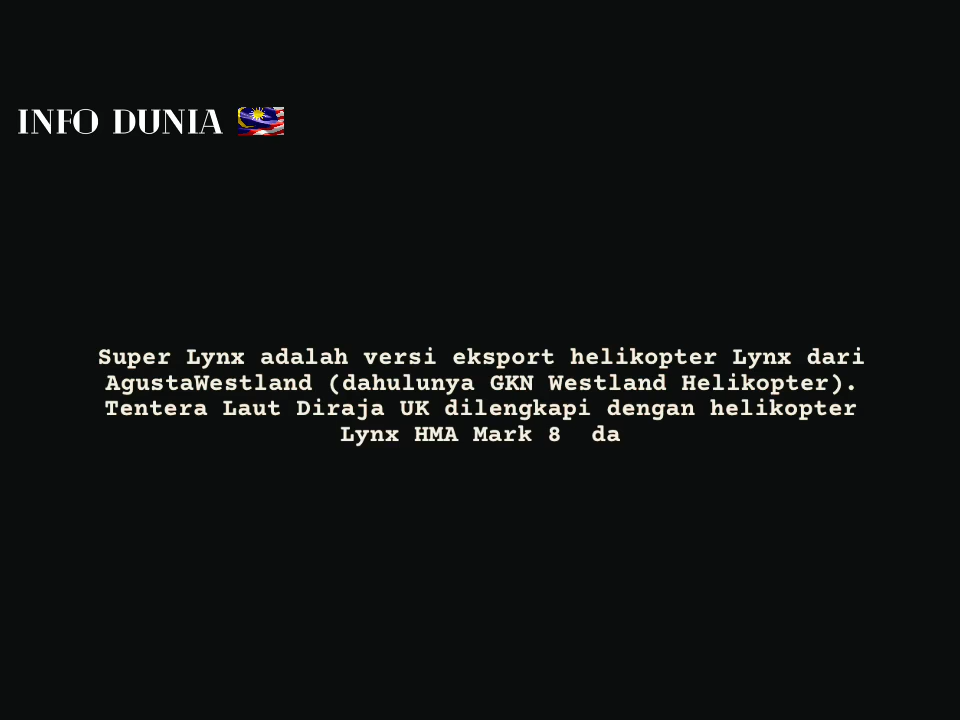 INFO DUNIA
Super Lynx adalah versi eksport helikopter Lynx dari
AgustaWestland (dahulunya GKN Westland Helikopter).
Tentera Laut Diraja UK dilengkapi dengan helikopter
Lynx HMA Mark 8  da